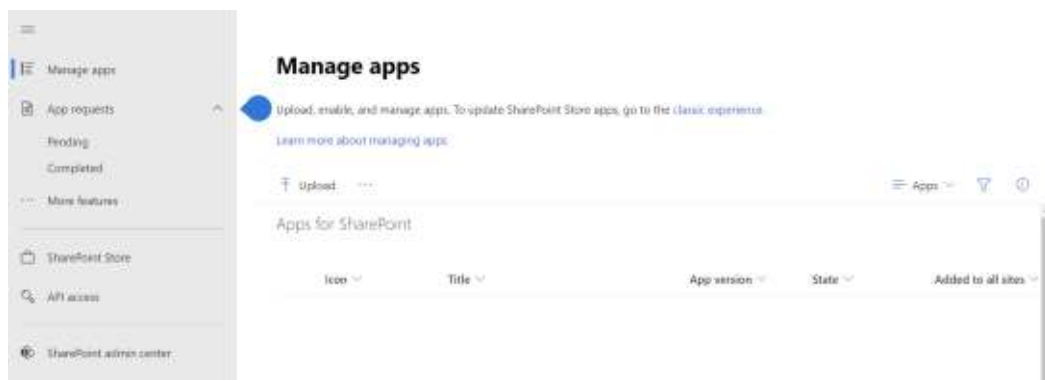 Manage apps
App requests
Pending
Completed
More features
SharePoint Store
API access
SharePoint admin center
Manage apps
Upload, enable, and manage apps. To update SharePoint Store apps, go to the classic experience.
Learn more about managing apps
Upload
Apps
Apps for SharePoint
Icon Title App version State Added to all sites